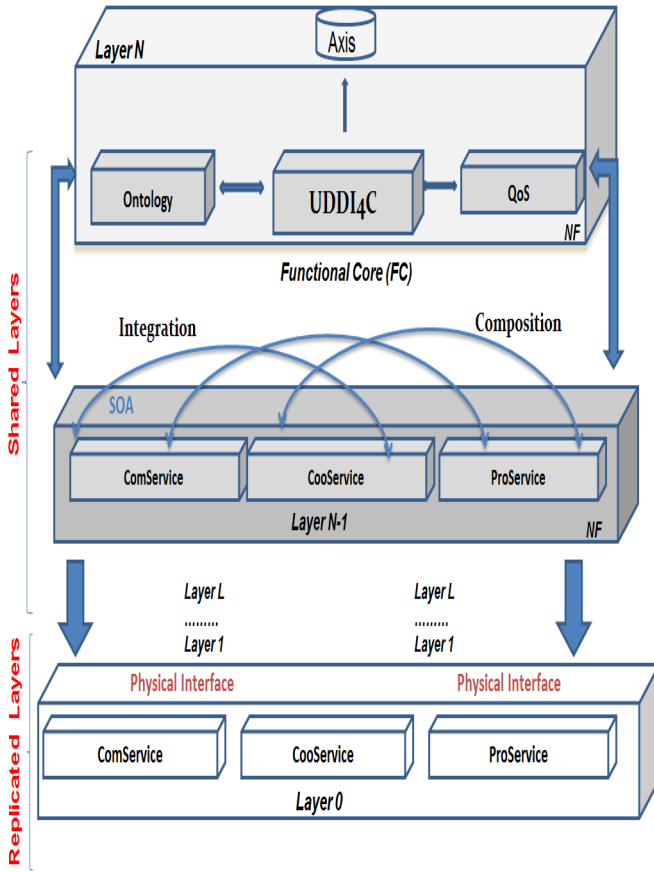 Layer N
Axis
Ontology
UDDI4C
QoS
NF
Functional Core (FC)
Shared Layers
Integration
Composition
SOA
ComService
CooService
ProService
Layer N-1
NF
Layer L
Layer L
.........
.........
Layer 1
Layer 1
Replicated Layers
Physical Interface
Physical Interface
ComService
CooService
ProService
Layer 0